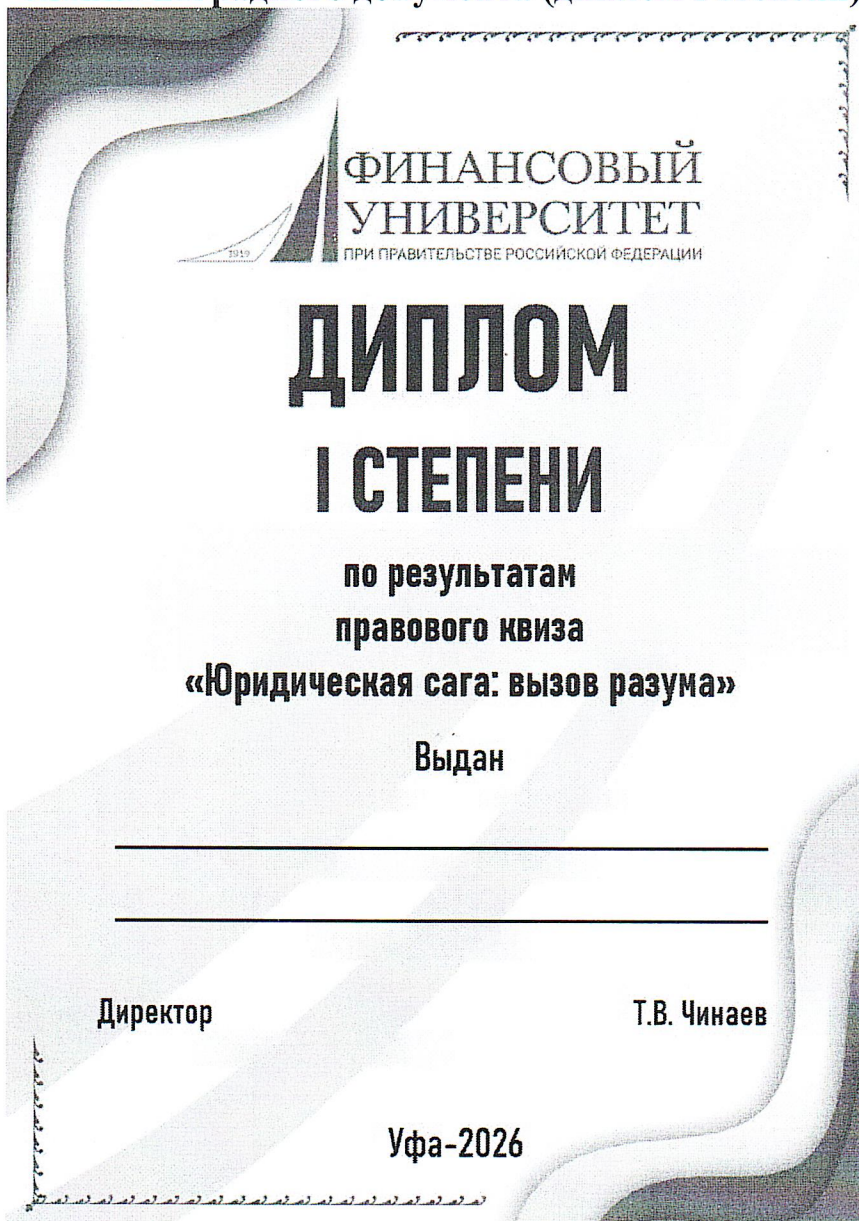 ФИНАНСОВЫЙ
УНИВЕРСИТЕТ
1919
ПРИ ПРАВИТЕЛЬСТВЕ РОССИЙСКОЙ ФЕДЕРАЦИИ
ДИПЛОМ
I СТЕПЕНИ
по результатам
правового квиза
«Юридическая сага: вызов разума»
Выдан
Директор
Т.В. Чинаев
Уфа-2026